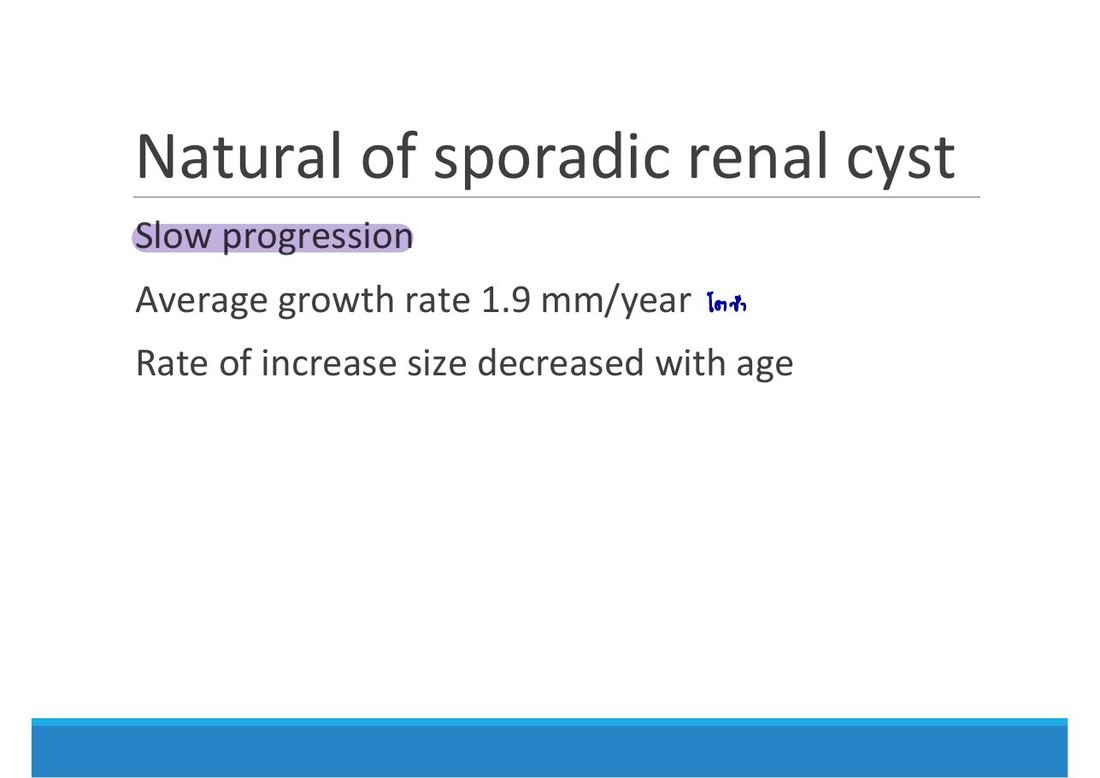 Natural of sporadic renal cyst
Slow progression
Average growth rate 1.9 mm/year โตช้า
Rate of increase size decreased with age